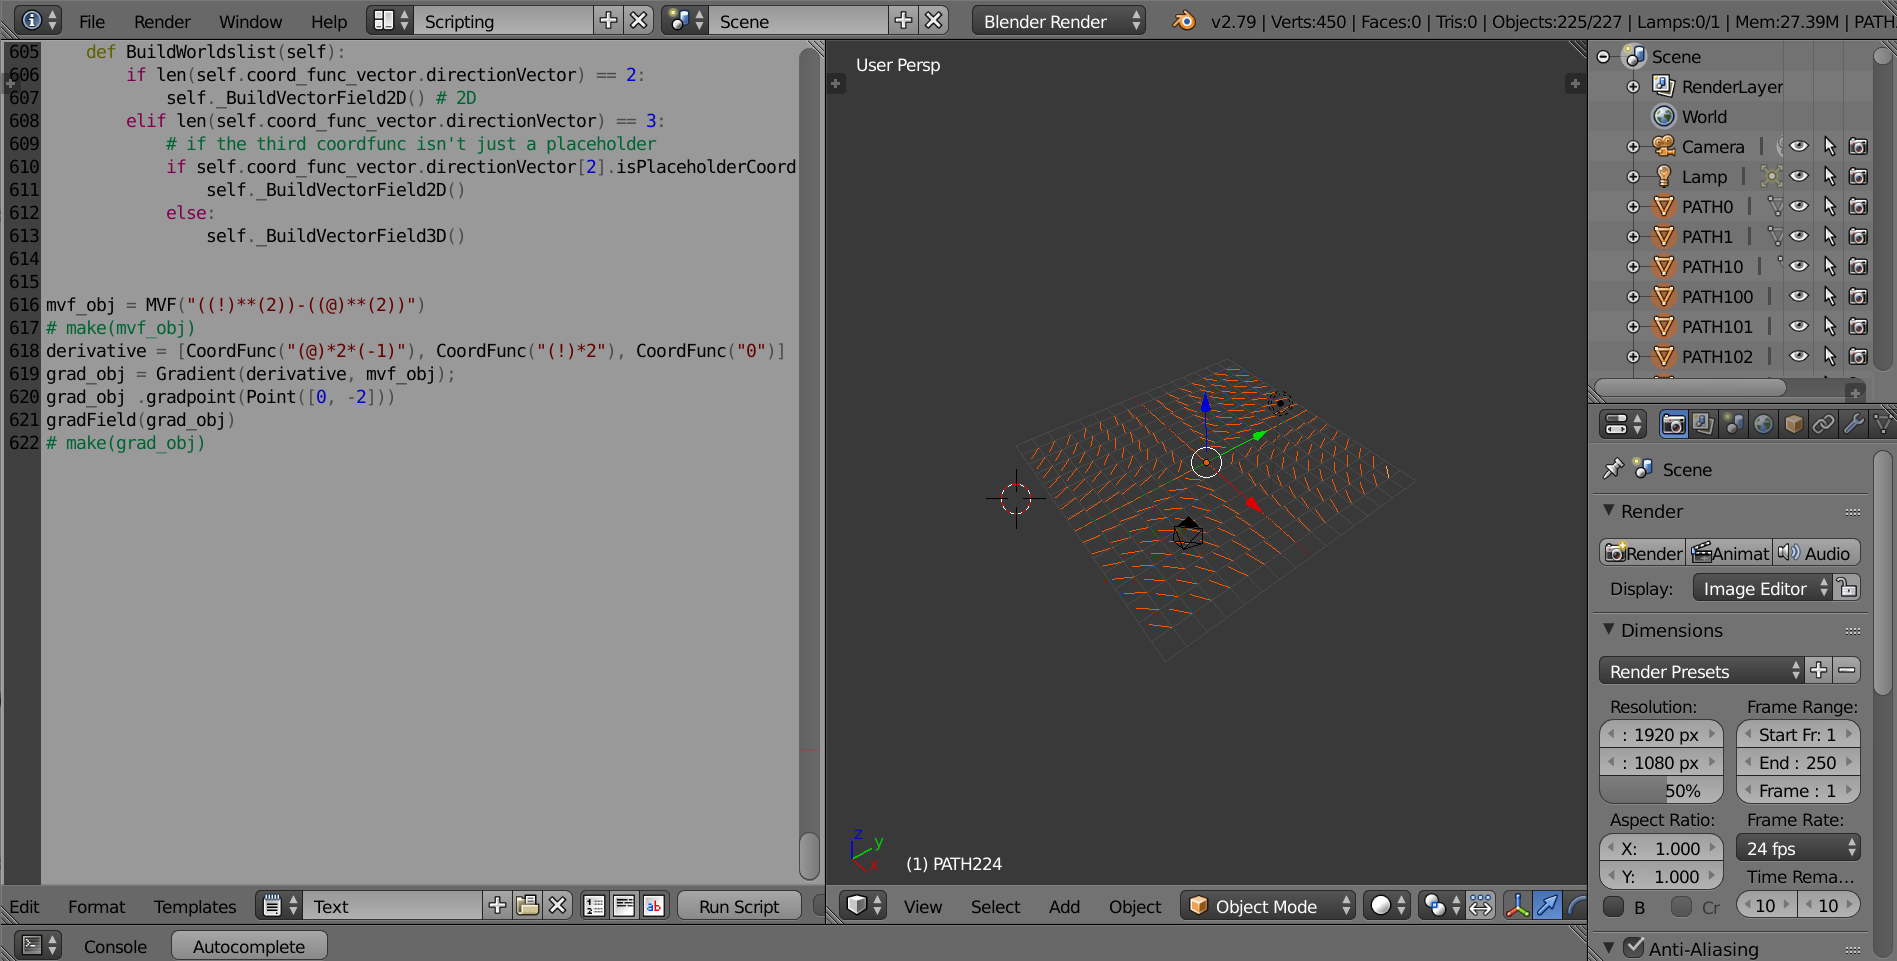 File Render Window Help Scripting Scene Blender Render v2.79 | Verts:450 | Faces:0 | Tris:0 | Objects:225/227 | Lamps:0/1 | Mem:27.39M | PATH
605 def BuildWorldslist(self):
606 if len(self.coord_func_vector.directionVector) == 2:
607 self._BuildVectorField2D() # 2D
608 elif len(self.coord_func_vector.directionVector) == 3:
609 # if the third coordfunc isn't just a placeholder
610 if self.coord_func_vector.directionVector[2].isPlaceholderCoord
611 self._BuildVectorField2D()
612 else:
613 self._BuildVectorField3D()
614
615
616 mvf_obj = MVF("((!)**(2))-((@)**(2))")
617 # make(mvf_obj)
618 derivative = [CoordFunc("(@)*2*(-1)"), CoordFunc("(!)*2"), CoordFunc("0")]
619 grad_obj = Gradient(derivative, mvf_obj);
620 grad_obj .gradpoint(Point([0, -2]))
621 gradField(grad_obj)
622 # make(grad_obj)
Edit Format Templates Text Run Script
Console Autocomplete
User Persp
z
y
x
(1) PATH224
View Select Add Object Object Mode
Scene
RenderLayer
World
Camera
Lamp
PATH0
PATH1
PATH10
PATH100
PATH101
PATH102
Scene
Render
Render Animat Audio
Display: Image Editor
Dimensions
Render Presets
Resolution: Frame Range:
: 1920 px Start Fr: 1
: 1080 px End : 250
50% Frame : 1
Aspect Ratio: Frame Rate:
X: 1.000 24 fps
Y: 1.000 Time Rema...
B Cr 10 10
Anti-Aliasing